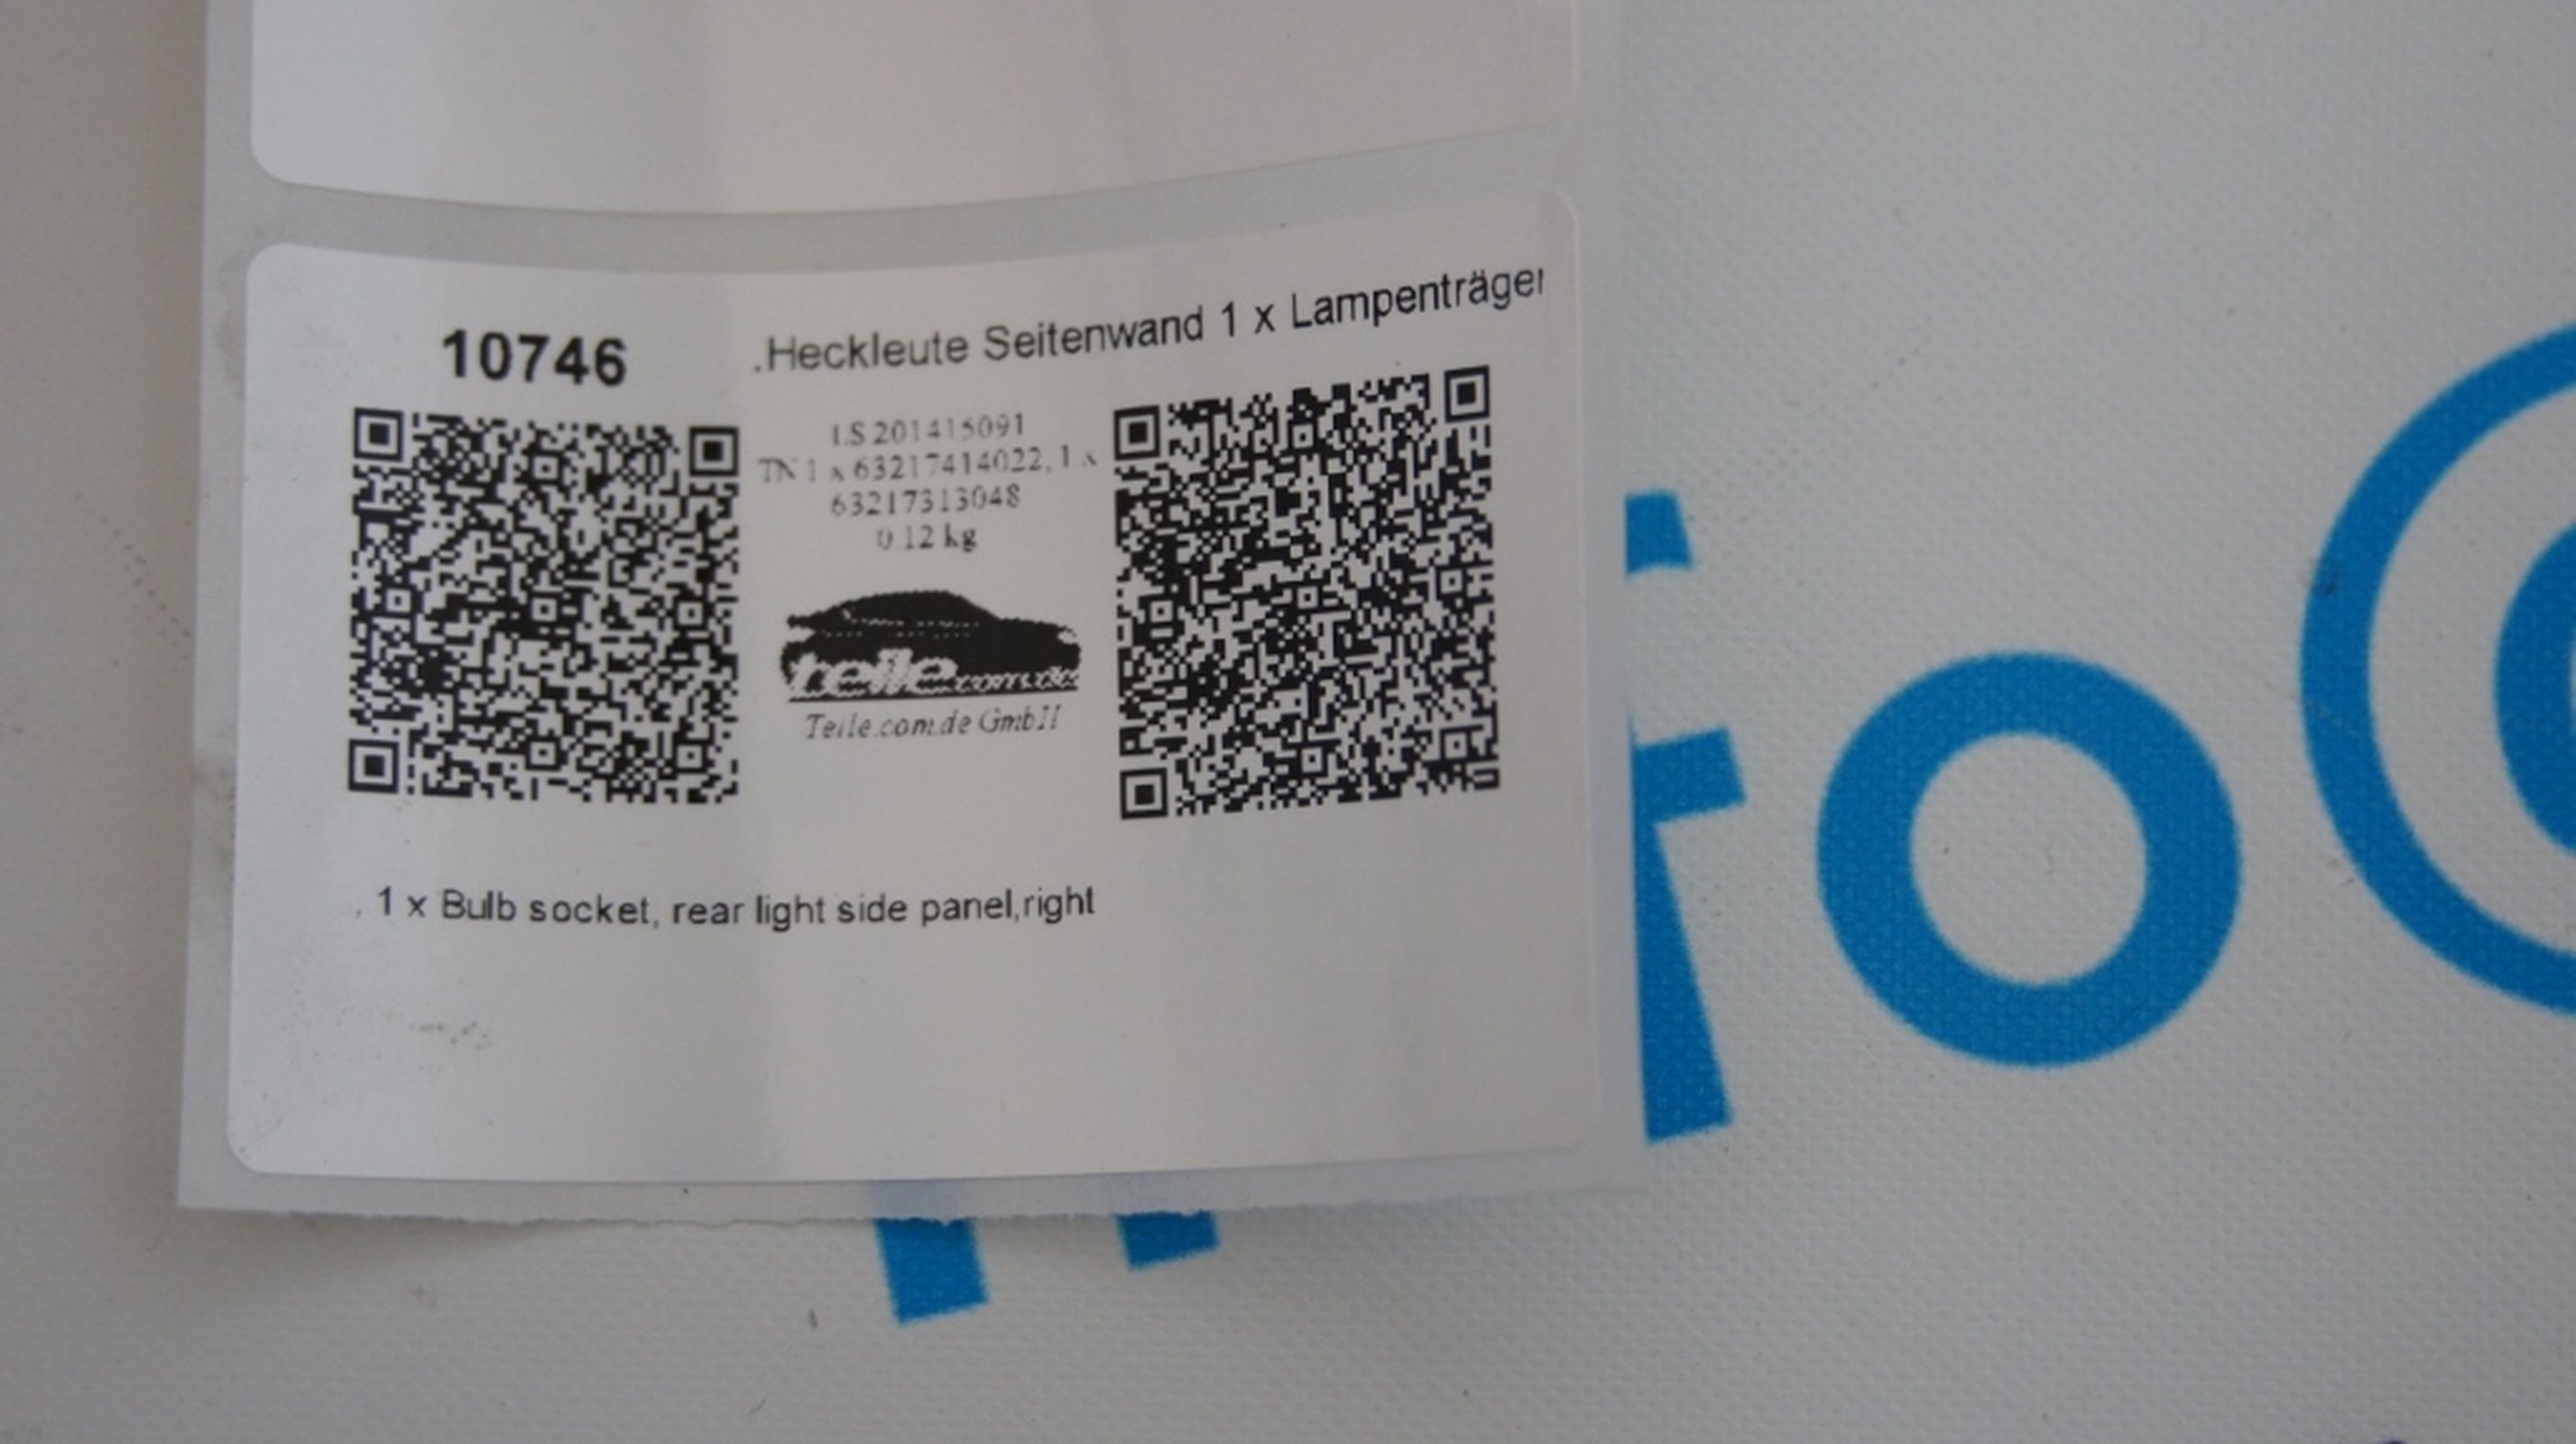 10746
.Heckleute Seitenwand 1 x Lampenträger
LS 201415091
TN 1 x 63217414022, 1 x
63217313048
0.12 kg
teile.com.de
Teile.com.de GmbH
, 1 x Bulb socket, rear light side panel,right
fo